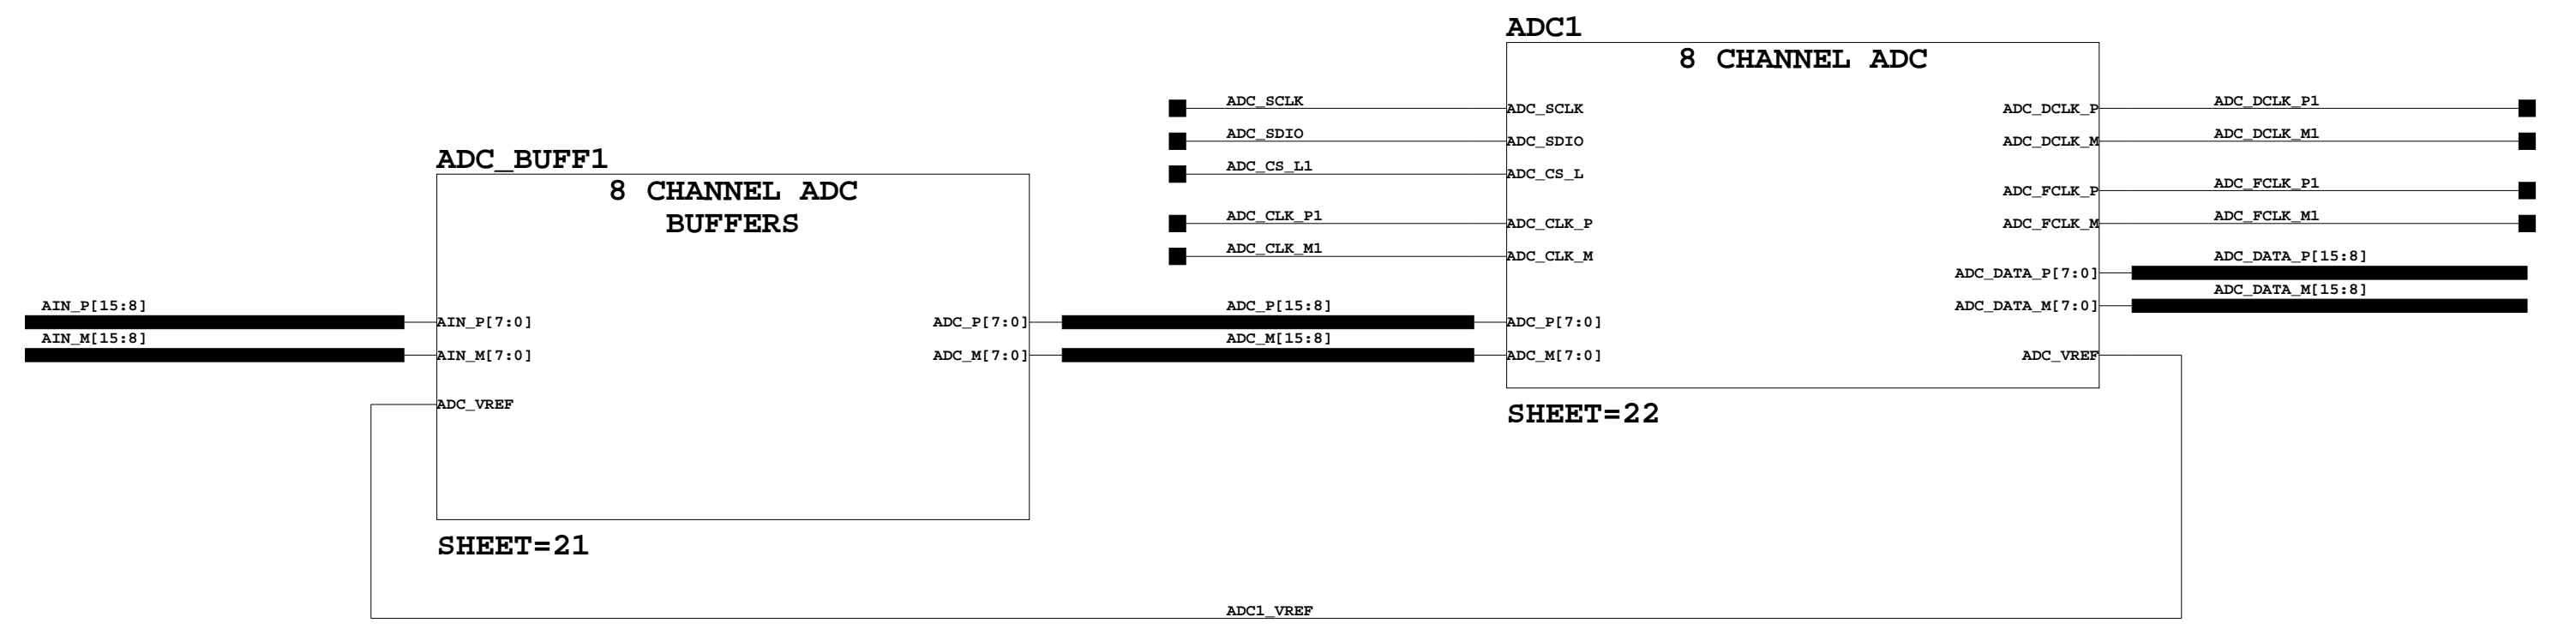 ADC1
8 CHANNEL ADC
ADC_SCLK
ADC_SCLK
ADC_DCLK_P
ADC_DCLK_P1
ADC_SDIO
ADC_SDIO
ADC_DCLK_M
ADC_DCLK_M1
ADC_CS_L1
ADC_CS_L
ADC_FCLK_P
ADC_FCLK_P1
ADC_CLK_P1
ADC_CLK_P
ADC_FCLK_M
ADC_FCLK_M1
ADC_CLK_M1
ADC_CLK_M
ADC_DATA_P[7:0]
ADC_DATA_P[15:8]
ADC_DATA_M[7:0]
ADC_DATA_M[15:8]
ADC_P[15:8]
ADC_P[7:0]
ADC_M[15:8]
ADC_M[7:0]
ADC_VREF
SHEET=22
ADC_BUFF1
8 CHANNEL ADC
BUFFERS
AIN_P[15:8]
AIN_P[7:0]
ADC_P[7:0]
AIN_M[15:8]
AIN_M[7:0]
ADC_M[7:0]
ADC_VREF
SHEET=21
ADC1_VREF